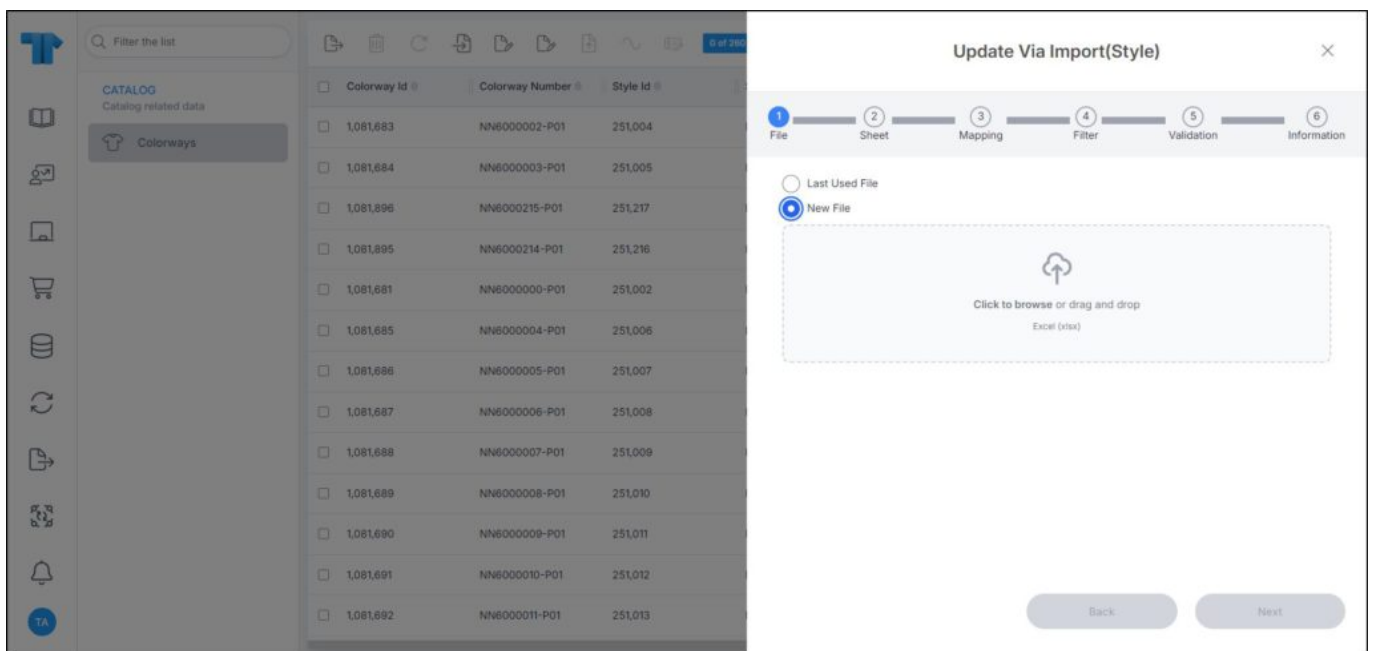 Filter the list
CATALOG
Catalog related data
Colorways
0 of 260
Colorway Id Colorway Number Style Id
1,081,683 NN6000002-P01 251,004
1,081,684 NN6000003-P01 251,005
1,081,896 NN6000215-P01 251,217
1,081,895 NN6000214-P01 251,216
1,081,681 NN6000000-P01 251,002
1,081,685 NN6000004-P01 251,006
1,081,686 NN6000005-P01 251,007
1,081,687 NN6000006-P01 251,008
1,081,688 NN6000007-P01 251,009
1,081,689 NN6000008-P01 251,010
1,081,690 NN6000009-P01 251,011
1,081,691 NN6000010-P01 251,012
1,081,692 NN6000011-P01 251,013
TA
Update Via Import(Style)
1 2 3 4 5 6
File Sheet Mapping Filter Validation Information
Last Used File
New File
Click to browse or drag and drop
Excel (xlsx)
Back Next